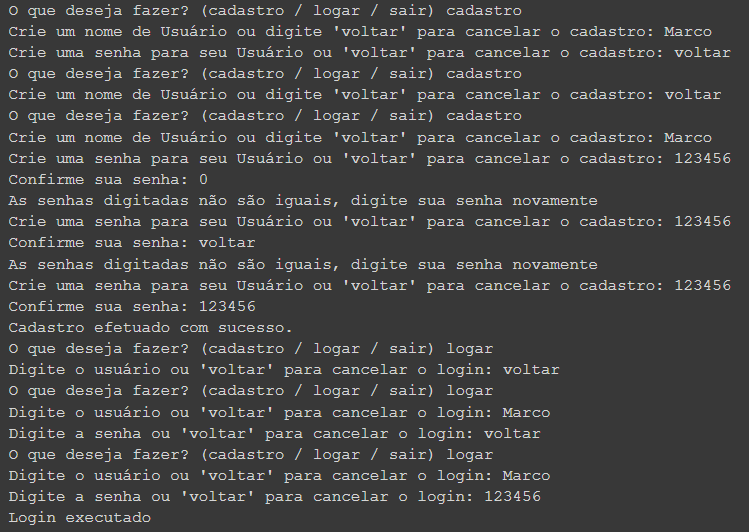 O que deseja fazer? (cadastro / logar / sair) cadastro
Crie um nome de Usuário ou digite 'voltar' para cancelar o cadastro: Marco
Crie uma senha para seu Usuário ou 'voltar' para cancelar o cadastro: voltar
O que deseja fazer? (cadastro / logar / sair) cadastro
Crie um nome de Usuário ou digite 'voltar' para cancelar o cadastro: voltar
O que deseja fazer? (cadastro / logar / sair) cadastro
Crie um nome de Usuário ou digite 'voltar' para cancelar o cadastro: Marco
Crie uma senha para seu Usuário ou 'voltar' para cancelar o cadastro: 123456
Confirme sua senha: 0
As senhas digitadas não são iguais, digite sua senha novamente
Crie uma senha para seu Usuário ou 'voltar' para cancelar o cadastro: 123456
Confirme sua senha: voltar
As senhas digitadas não são iguais, digite sua senha novamente
Crie uma senha para seu Usuário ou 'voltar' para cancelar o cadastro: 123456
Confirme sua senha: 123456
Cadastro efetuado com sucesso.
O que deseja fazer? (cadastro / logar / sair) logar
Digite o usuário ou 'voltar' para cancelar o login: voltar
O que deseja fazer? (cadastro / logar / sair) logar
Digite o usuário ou 'voltar' para cancelar o login: Marco
Digite a senha ou 'voltar' para cancelar o login: voltar
O que deseja fazer? (cadastro / logar / sair) logar
Digite o usuário ou 'voltar' para cancelar o login: Marco
Digite a senha ou 'voltar' para cancelar o login: 123456
Login executado